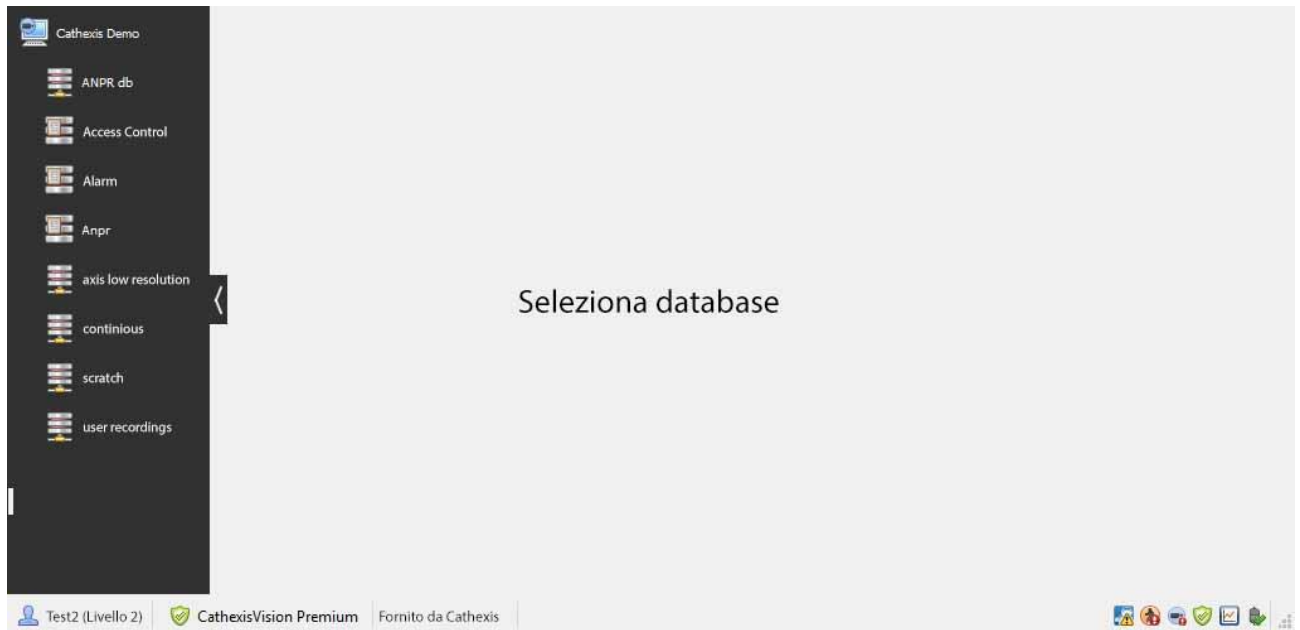 Cathexis Demo
ANPR db
Access Control
Alarm
Anpr
axis low resolution
continious
scratch
user recordings
Seleziona database
Test2 (Livello 2)
CathexisVision Premium
Fornito da Cathexis